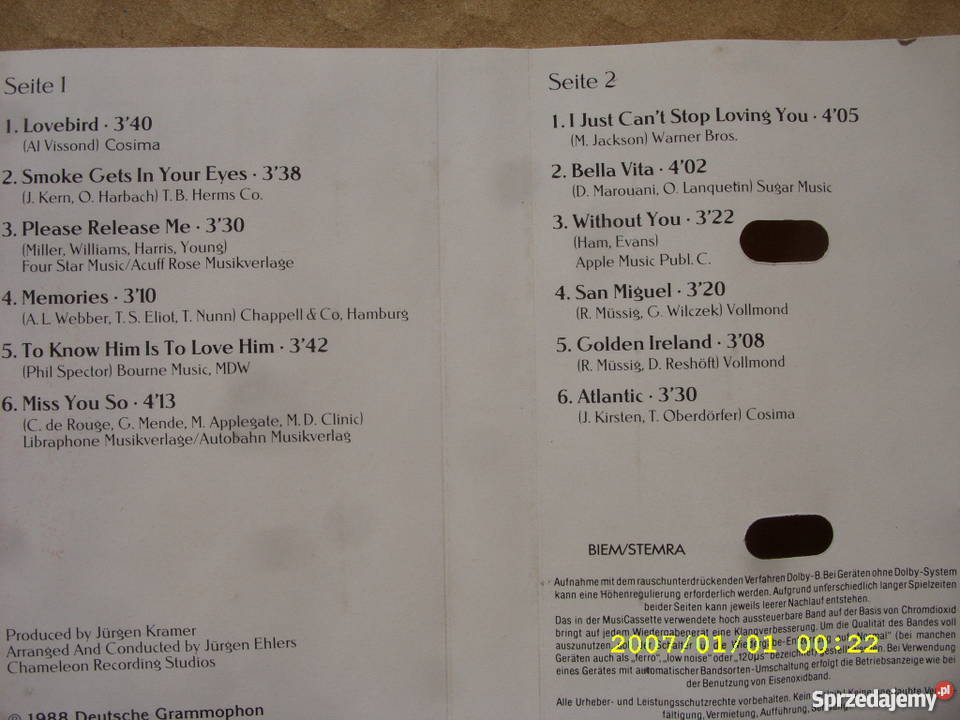 Seite 1
1. Lovebird · 3'40
(Al Vissond) Cosima
2. Smoke Gets In Your Eyes · 3'38
(J. Kern, O. Harbach) T. B. Herms Co.
3. Please Release Me · 3'30
(Miller, Williams, Harris, Young)
Four Star Music/Acuff Rose Musikverlage
4. Memories · 3'10
(A. L. Webber, T. S. Eliot, T. Nunn) Chappell & Co, Hamburg
5. To Know Him Is To Love Him · 3'42
(Phil Spector) Bourne Music, MDW
6. Miss You So · 4'13
(C. de Rouge, G. Mende, M. Applegate, M. D. Clinic)
Libraphone Musikverlage/Autobahn Musikverlag
Produced by Jürgen Kramer
Arranged And Conducted by Jürgen Ehlers
Chameleon Recording Studios
℗ 1988 Deutsche Grammophon
Seite 2
1. I Just Can't Stop Loving You · 4'05
(M. Jackson) Warner Bros.
2. Bella Vita · 4'02
(D. Marouani, O. Lanquetin) Sugar Music
3. Without You · 3'22
(Ham, Evans)
Apple Music Publ. C.
4. San Miguel · 3'20
(R. Müssig, G. Wilczek) Vollmond
5. Golden Ireland · 3'08
(R. Müssig, D. Reshöft) Vollmond
6. Atlantic · 3'30
(J. Kirsten, T. Oberdörfer) Cosima
BIEM/STEMRA
Aufnahme mit dem rauschunterdrückenden Verfahren Dolby-B. Bei Geräten ohne Dolby-System
kann eine Höhenregulierung erforderlich werden. Aufgrund unterschiedlich langer Spielzeiten
beider Seiten kann jeweils leerer Nachlauf entstehen.
Das in der MusiCassette verwendete hoch aussteuerbare Band auf der Basis von Chromdioxid
bringt auf jedem Wiedergabegerät eine Klangverbesserung. Um die Qualität des Bandes voll
auszunutzen, Schalter Wiedergabe-Entzerrung auf „Normal" (bei manchen
Geräten auch als „ferro", „low noise" oder „120µs" bezeichnet) gestellt Bei Verwendung
eines Gerätes mit automatischer Bandsorten-Umschaltung erfolgt die Betriebsanzeige wie bei
der Benutzung von Eisenoxidband.
Alle Urheber- und Leistungsschutzrechte vorbehalten. Kein
fältigung, Vermietung, Aufführung,
2007/01/01 00:22
Sprzedajemy.pl